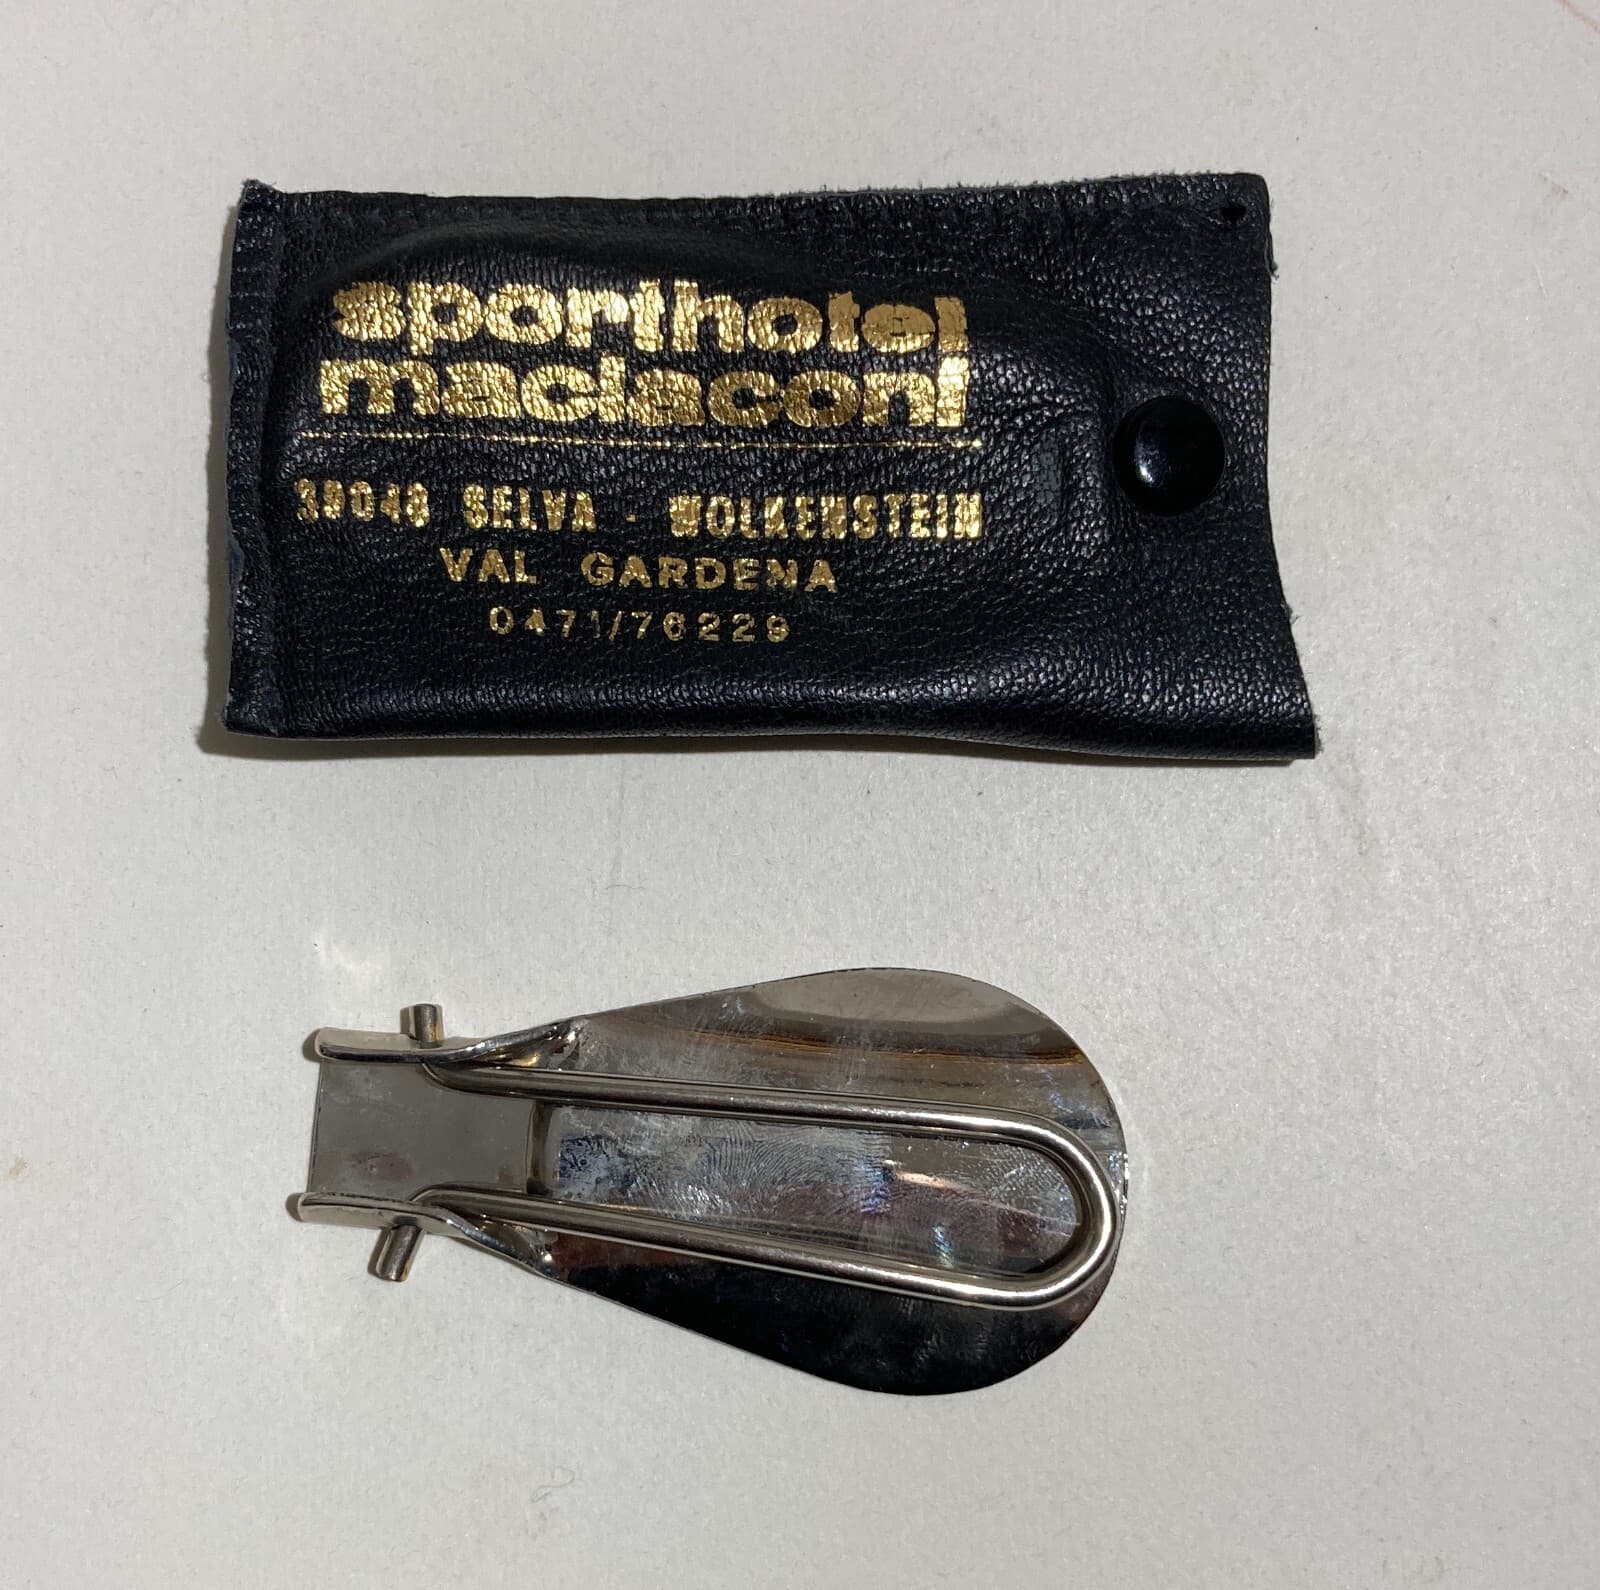 sporthotel
maciaconi
39048 SELVA - WOLKENSTEIN
VAL GARDENA
0471/76229